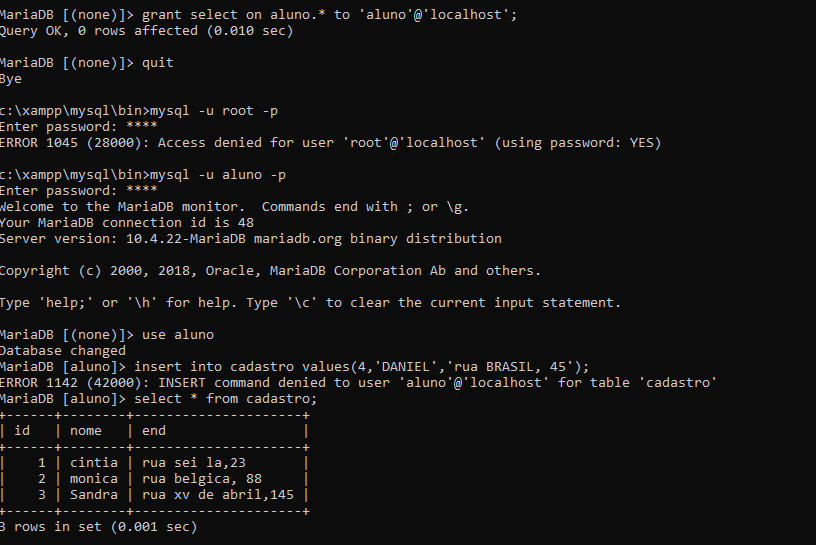 MariaDB [(none)]> grant select on aluno.* to 'aluno'@'localhost';
Query OK, 0 rows affected (0.010 sec)
MariaDB [(none)]> quit
Bye
c:\xampp\mysql\bin>mysql -u root -p
Enter password: ****
ERROR 1045 (28000): Access denied for user 'root'@'localhost' (using password: YES)
c:\xampp\mysql\bin>mysql -u aluno -p
Enter password: ****
Welcome to the MariaDB monitor.  Commands end with ; or \g.
Your MariaDB connection id is 48
Server version: 10.4.22-MariaDB mariadb.org binary distribution
Copyright (c) 2000, 2018, Oracle, MariaDB Corporation Ab and others.
Type 'help;' or '\h' for help. Type '\c' to clear the current input statement.
MariaDB [(none)]> use aluno
Database changed
MariaDB [aluno]> insert into cadastro values(4,'DANIEL','rua BRASIL, 45');
ERROR 1142 (42000): INSERT command denied to user 'aluno'@'localhost' for table 'cadastro'
MariaDB [aluno]> select * from cadastro;
+------+--------+---------------------+
| id   | nome   | end                 |
+------+--------+---------------------+
|    1 | cintia | rua sei la,23       |
|    2 | monica | rua belgica, 88     |
|    3 | Sandra | rua xv de abril,145 |
+------+--------+---------------------+
3 rows in set (0.001 sec)